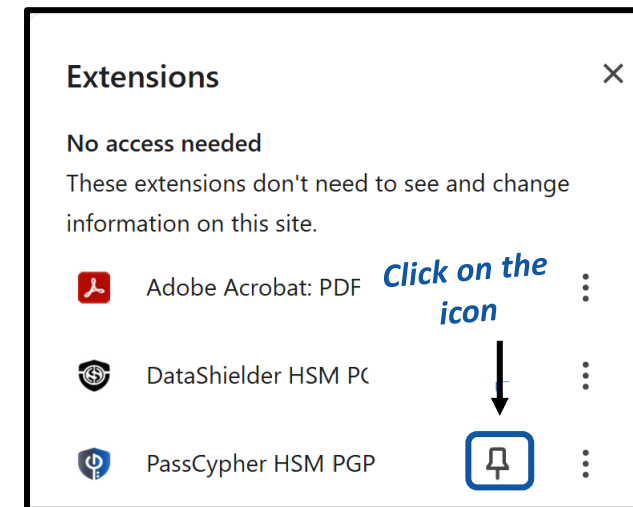 Extensions
No access needed
These extensions don't need to see and change
information on this site.
Adobe Acrobat: PDF
Click on the
icon
DataShielder HSM
PassCypher HSM PGP